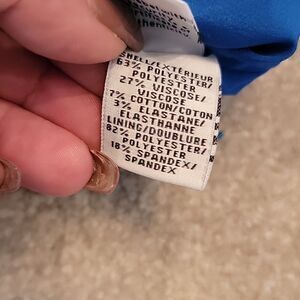 SHELL/EXTÉRIEUR
63% POLYESTER/
POLYESTER
27% VISCOSE/
VISCOSE
7% COTTON/COTON
3% ELASTANE/
ELASTHANNE
LINING/DOUBLURE
82% POLYESTER/
POLYESTER
18% SPANDEX/
SPANDEX